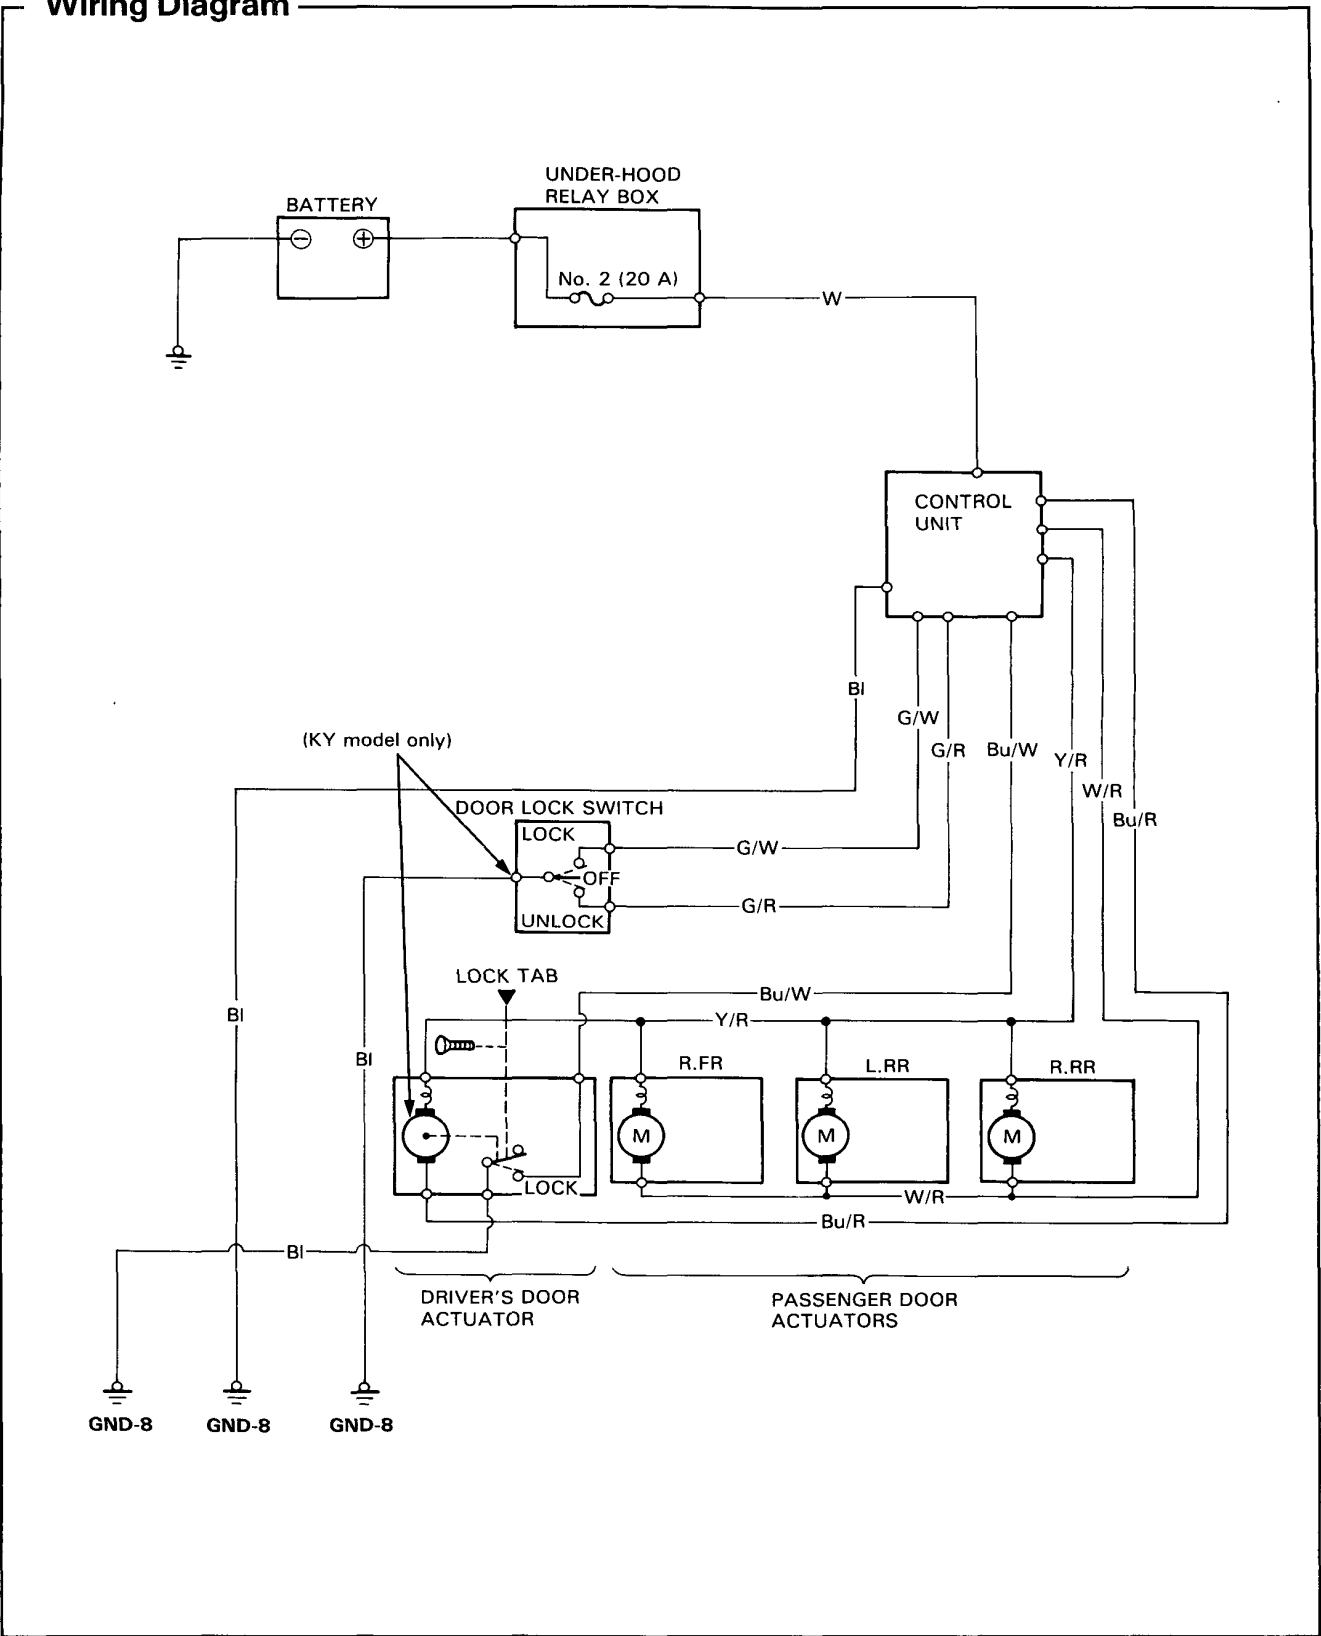 Wiring Diagram
UNDER-HOOD
RELAY BOX
BATTERY
No. 2 (20 A)
W
CONTROL
UNIT
Bl
G/W
G/R
Bu/W
Y/R
W/R
Bu/R
(KY model only)
DOOR LOCK SWITCH
LOCK
OFF
UNLOCK
G/W
G/R
LOCK TAB
Bu/W
Y/R
Bl
Bl
R.FR
L.RR
R.RR
M
M
M
LOCK
W/R
Bu/R
Bl
DRIVER'S DOOR
ACTUATOR
PASSENGER DOOR
ACTUATORS
GND-8
GND-8
GND-8